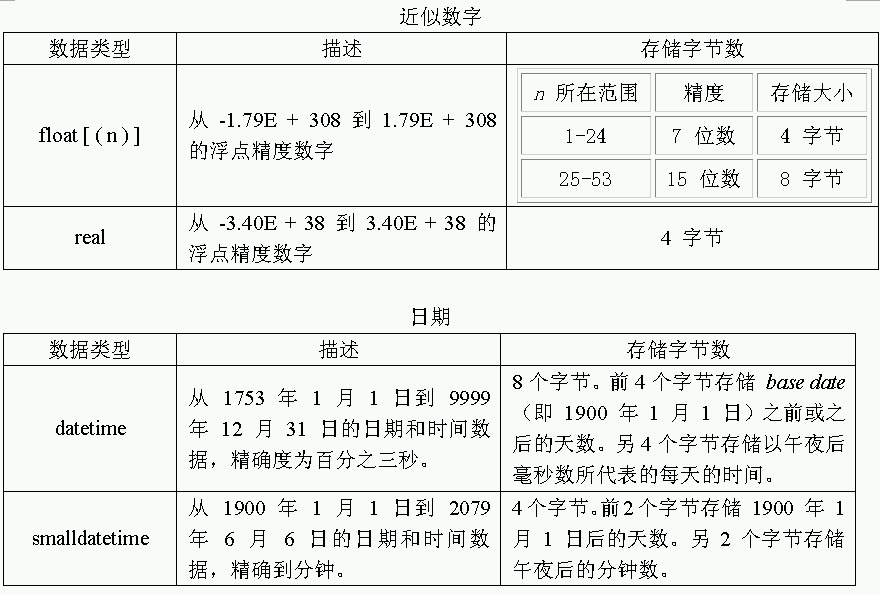 近似数字
数据类型 描述 存储字节数
float [ ( n ) ]
从 -1.79E + 308 到 1.79E + 308
的浮点精度数字
n 所在范围 精度 存储大小
1-24 7 位数 4 字节
25-53 15 位数 8 字节
real
从 -3.40E + 38 到 3.40E + 38 的
浮点精度数字
4 字节
日期
数据类型 描述 存储字节数
datetime
从 1753 年 1 月 1 日到 9999
年 12 月 31 日的日期和时间数
据，精确度为百分之三秒。
8个字节。前4个字节存储 base date
（即 1900 年 1 月 1 日）之前或之
后的天数。另4个字节存储以午夜后
毫秒数所代表的每天的时间。
smalldatetime
从 1900 年 1 月 1 日到 2079
年 6 月 6 日的日期和时间数
据，精确到分钟。
4个字节。前2个字节存储 1900 年 1
月 1 日后的天数。另 2 个字节存储
午夜后的分钟数。